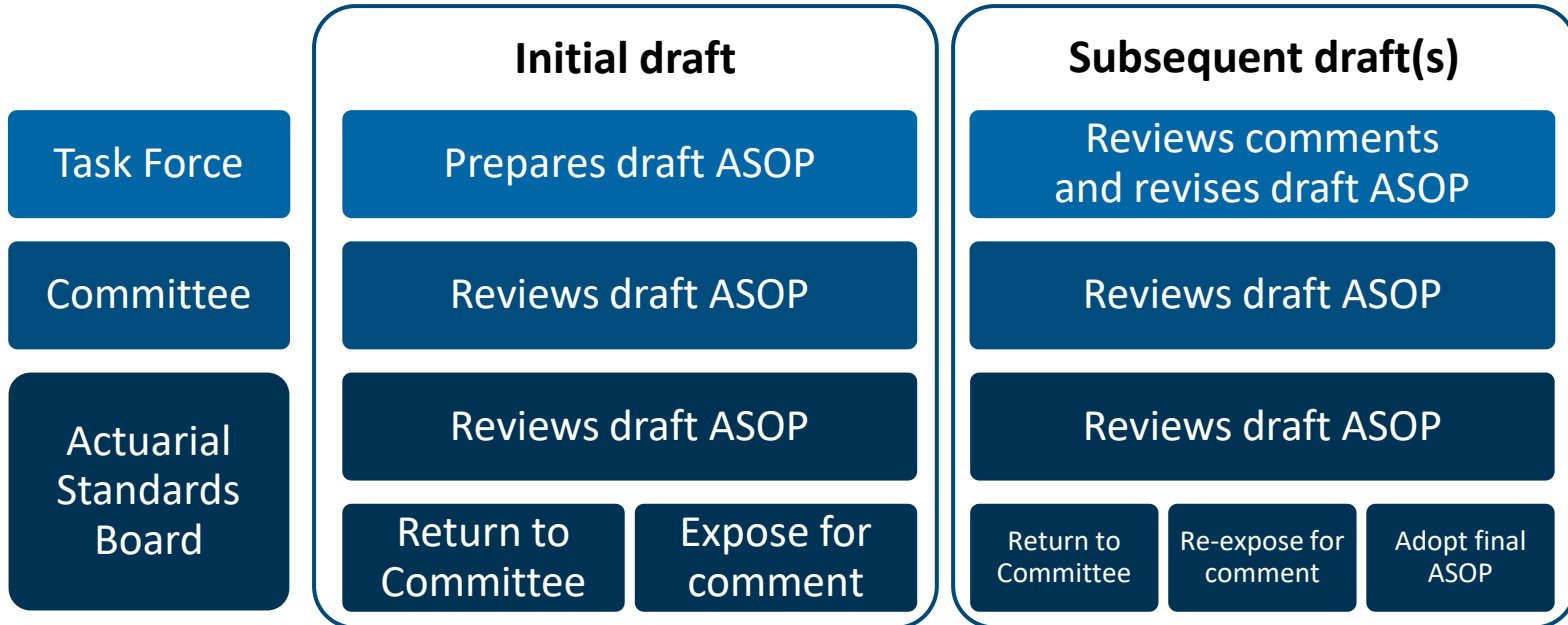 Initial draft
Subsequent draft(s)
Task Force
Prepares draft ASOP
Reviews comments
and revises draft ASOP
Committee
Reviews draft ASOP
Reviews draft ASOP
Actuarial
Standards
Board
Reviews draft ASOP
Reviews draft ASOP
Return to
Committee
Expose for
comment
Return to
Committee
Re-expose for
comment
Adopt final
ASOP